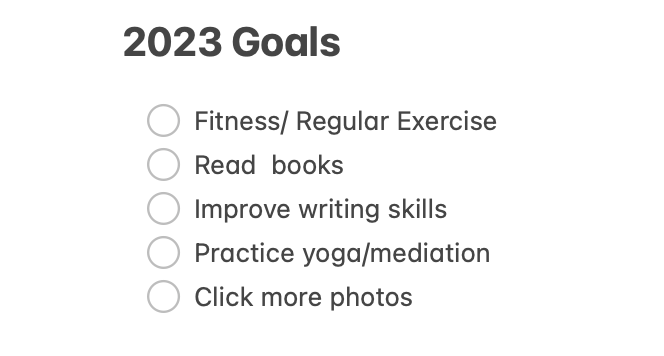 2023 Goals
Fitness/ Regular Exercise
Read  books
Improve writing skills
Practice yoga/mediation
Click more photos